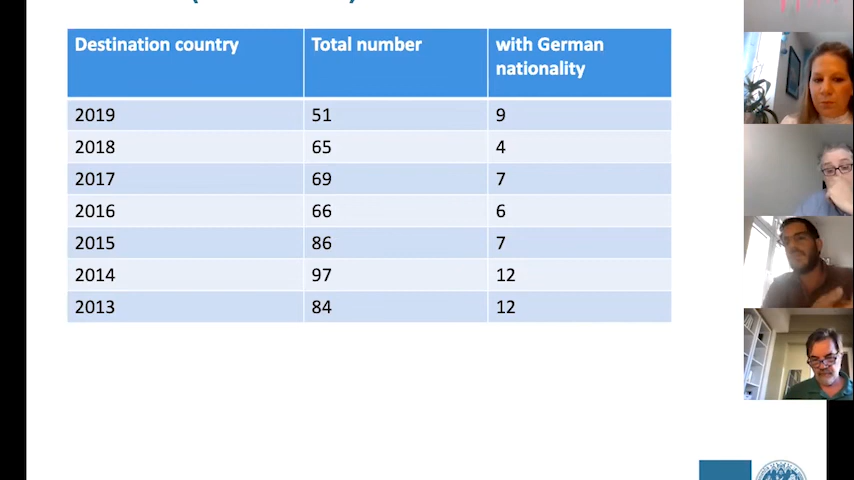 Destination country Total number with German
nationality
2019 51 9
2018 65 4
2017 69 7
2016 66 6
2015 86 7
2014 97 12
2013 84 12